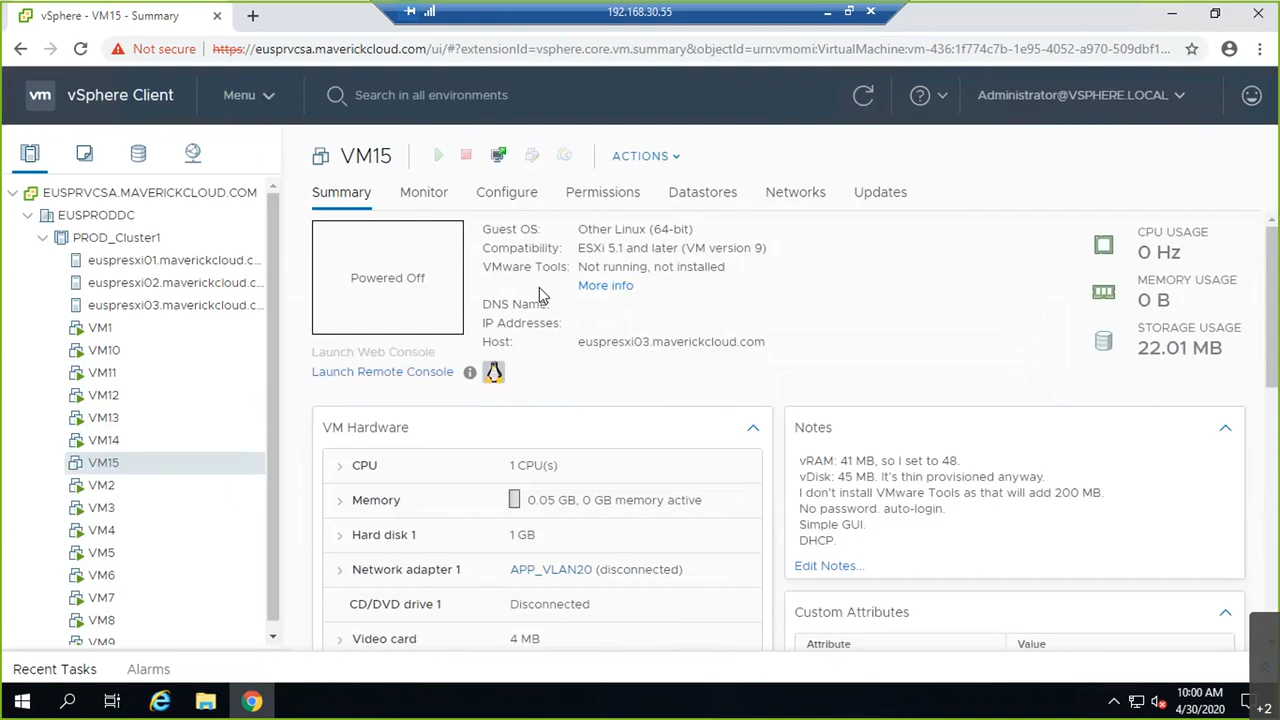 vSphere - VM15 - Summary
192.168.30.55
Not secure
https://eusprvcsa.maverickcloud.com/ui/#?extensionId=vsphere.core.vm.summary&objectId=urn:vmomi:VirtualMachine:vm-436:1f774c7b-1e95-4052-a970-509dbf1...
vm vSphere Client
Menu
Search in all environments
Administrator@VSPHERE.LOCAL
VM15
ACTIONS
Summary Monitor Configure Permissions Datastores Networks Updates
EUSPRVCSA.MAVERICKCLOUD.COM
EUSPRODDC
PROD_Cluster1
euspresxi01.maverickcloud.c...
euspresxi02.maverickcloud.c...
euspresxi03.maverickcloud.c...
VM1
VM10
VM11
VM12
VM13
VM14
VM15
VM2
VM3
VM4
VM5
VM6
VM7
VM8
VM9
Powered Off
Launch Web Console
Launch Remote Console
Guest OS: Other Linux (64-bit)
Compatibility: ESXi 5.1 and later (VM version 9)
VMware Tools: Not running, not installed
More info
DNS Name:
IP Addresses:
Host: euspresxi03.maverickcloud.com
CPU USAGE
0 Hz
MEMORY USAGE
0 B
STORAGE USAGE
22.01 MB
VM Hardware
CPU 1 CPU(s)
Memory 0.05 GB, 0 GB memory active
Hard disk 1 1 GB
Network adapter 1 APP_VLAN20 (disconnected)
CD/DVD drive 1 Disconnected
Video card 4 MB
Notes
vRAM: 41 MB, so I set to 48.
vDisk: 45 MB. It's thin provisioned anyway.
I don't install VMware Tools as that will add 200 MB.
No password. auto-login.
Simple GUI.
DHCP.
Edit Notes...
Custom Attributes
Attribute Value
Recent Tasks Alarms
10:00 AM
4/30/2020
+2